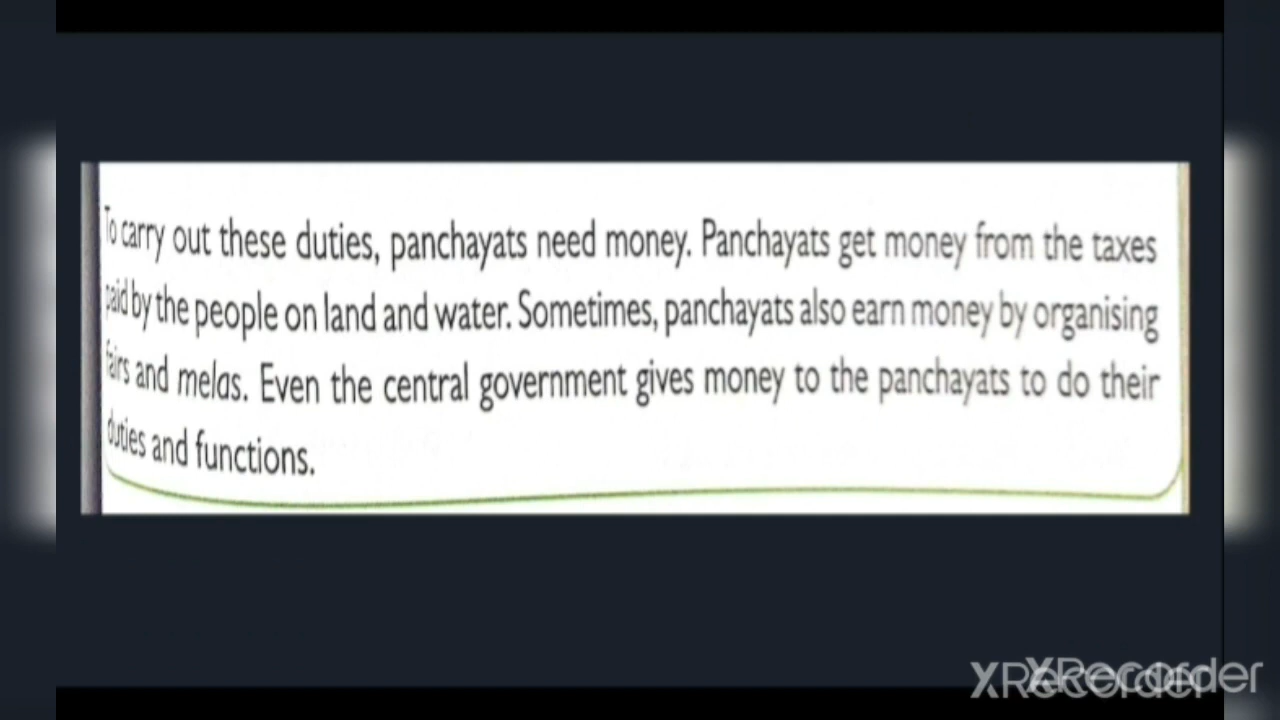 To carry out these duties, panchayats need money. Panchayats get money from the taxes
paid by the people on land and water. Sometimes, panchayats also earn money by organising
fairs and melas. Even the central government gives money to the panchayats to do their
duties and functions.
XRecorder
XRecorder